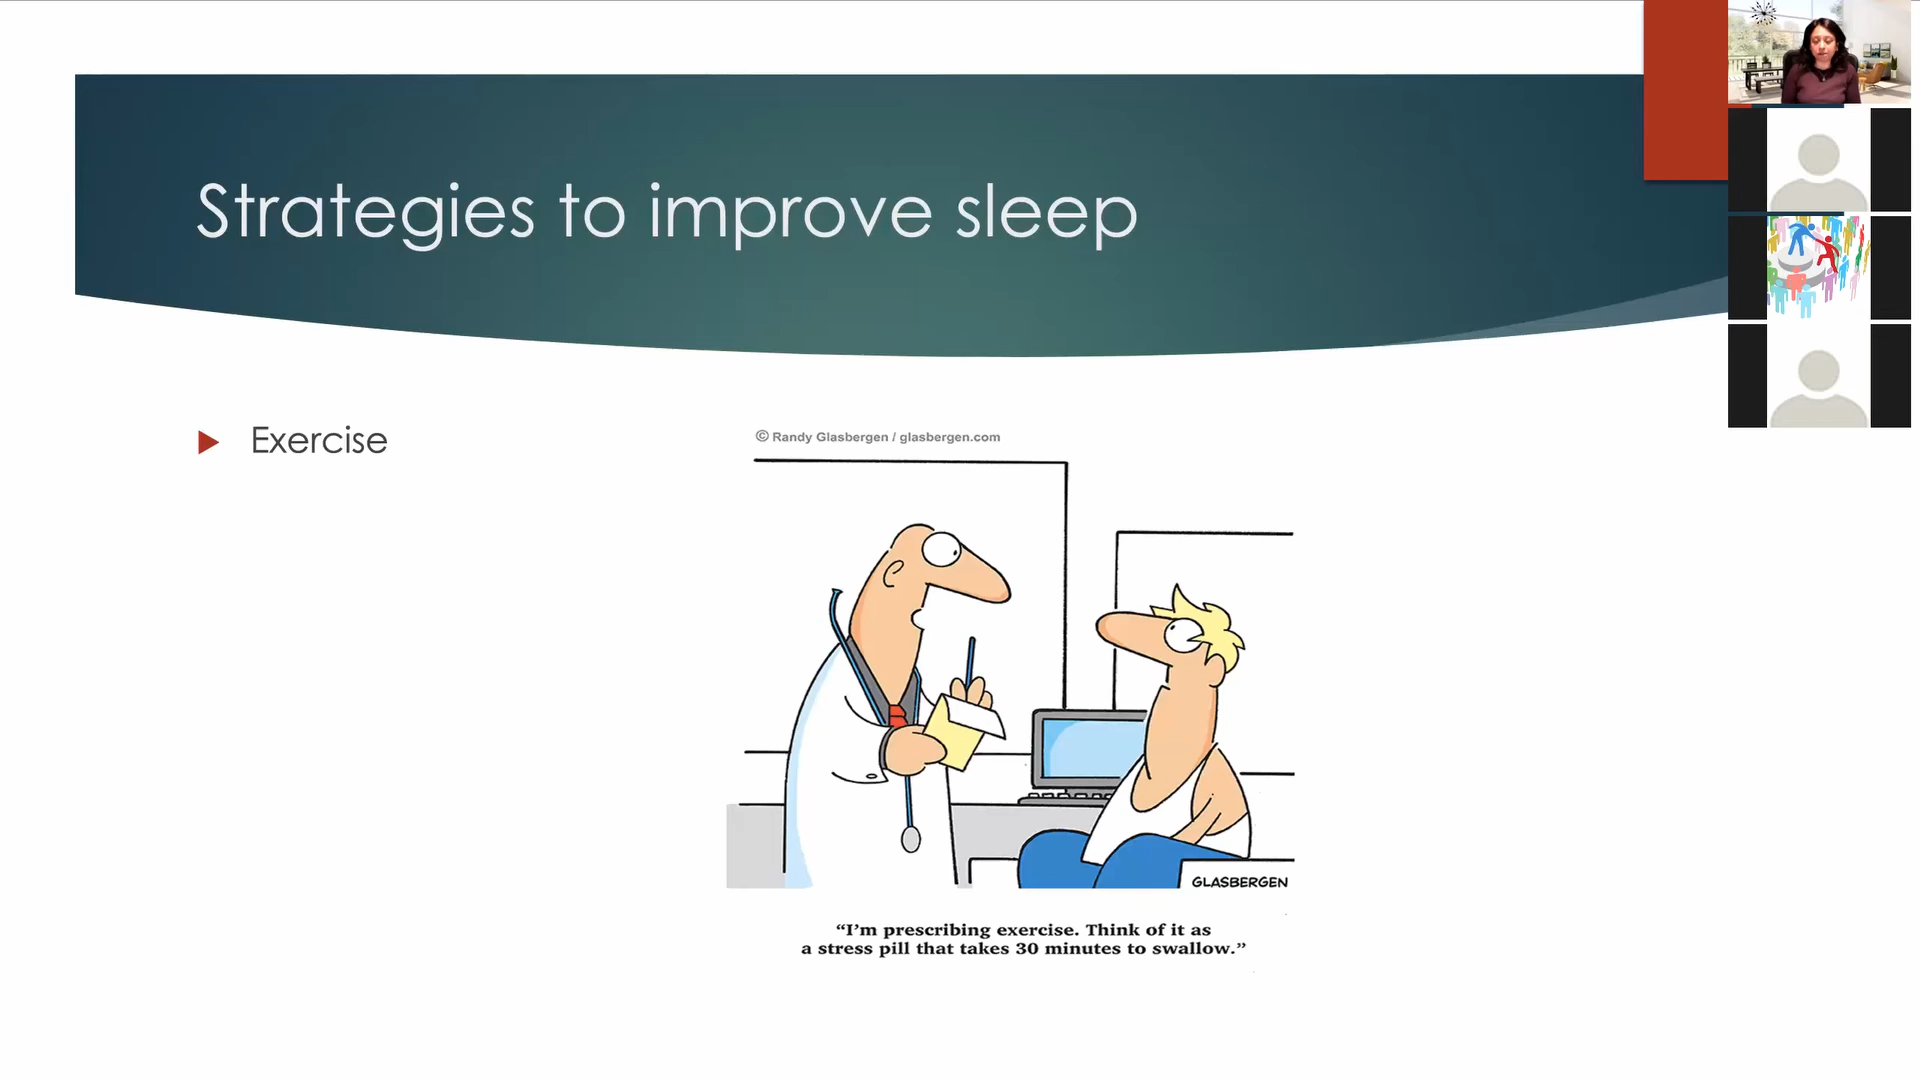 Strategies to improve sleep
Exercise
© Randy Glasbergen / glasbergen.com
GLASBERGEN
“I’m prescribing exercise. Think of it as
a stress pill that takes 30 minutes to swallow.”